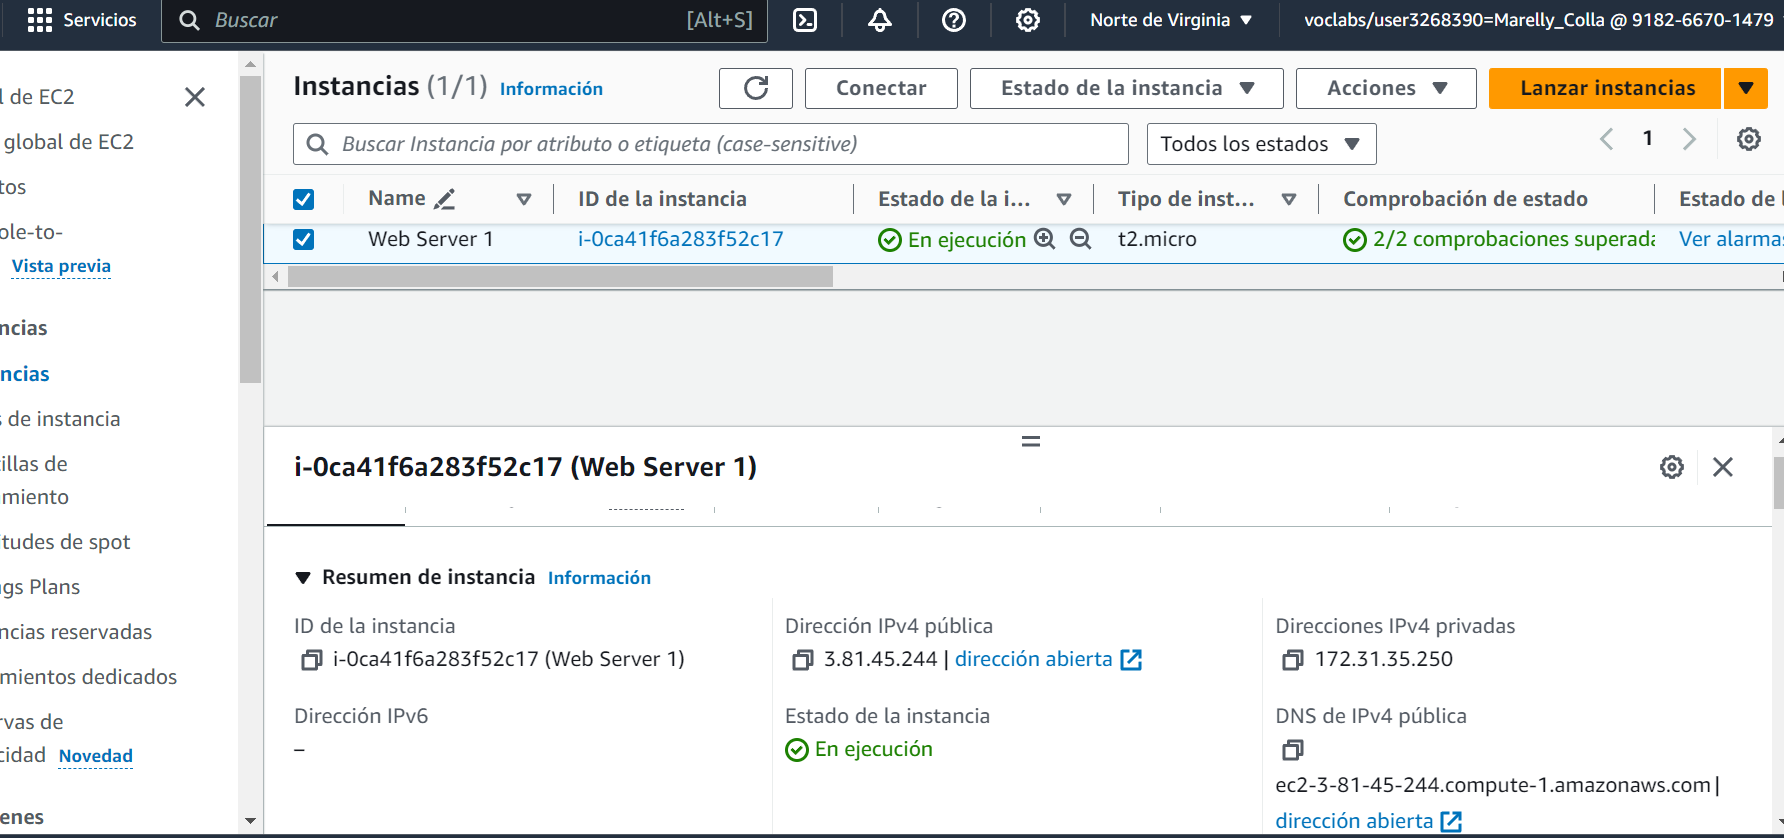 Servicios
Buscar
[Alt+S]
Norte de Virginia
voclabs/user3268390=Marelly_Colla @ 9182-6670-1479
l de EC2
global de EC2
tos
ole-to-
Vista previa
ncias
ncias
s de instancia
illas de
miento
itudes de spot
gs Plans
ncias reservadas
mientos dedicados
rvas de
cidad Novedad
enes
Instancias (1/1) Información
Conectar
Estado de la instancia
Acciones
Lanzar instancias
Buscar Instancia por atributo o etiqueta (case-sensitive)
Todos los estados
1
Name
ID de la instancia
Estado de la i...
Tipo de inst...
Comprobación de estado
Estado de l
Web Server 1
i-0ca41f6a283f52c17
En ejecución
t2.micro
2/2 comprobaciones superada
Ver alarmas
i-0ca41f6a283f52c17 (Web Server 1)
Resumen de instancia Información
ID de la instancia
i-0ca41f6a283f52c17 (Web Server 1)
Dirección IPv4 pública
3.81.45.244 | dirección abierta
Direcciones IPv4 privadas
172.31.35.250
Dirección IPv6
–
Estado de la instancia
En ejecución
DNS de IPv4 pública
ec2-3-81-45-244.compute-1.amazonaws.com |
dirección abierta